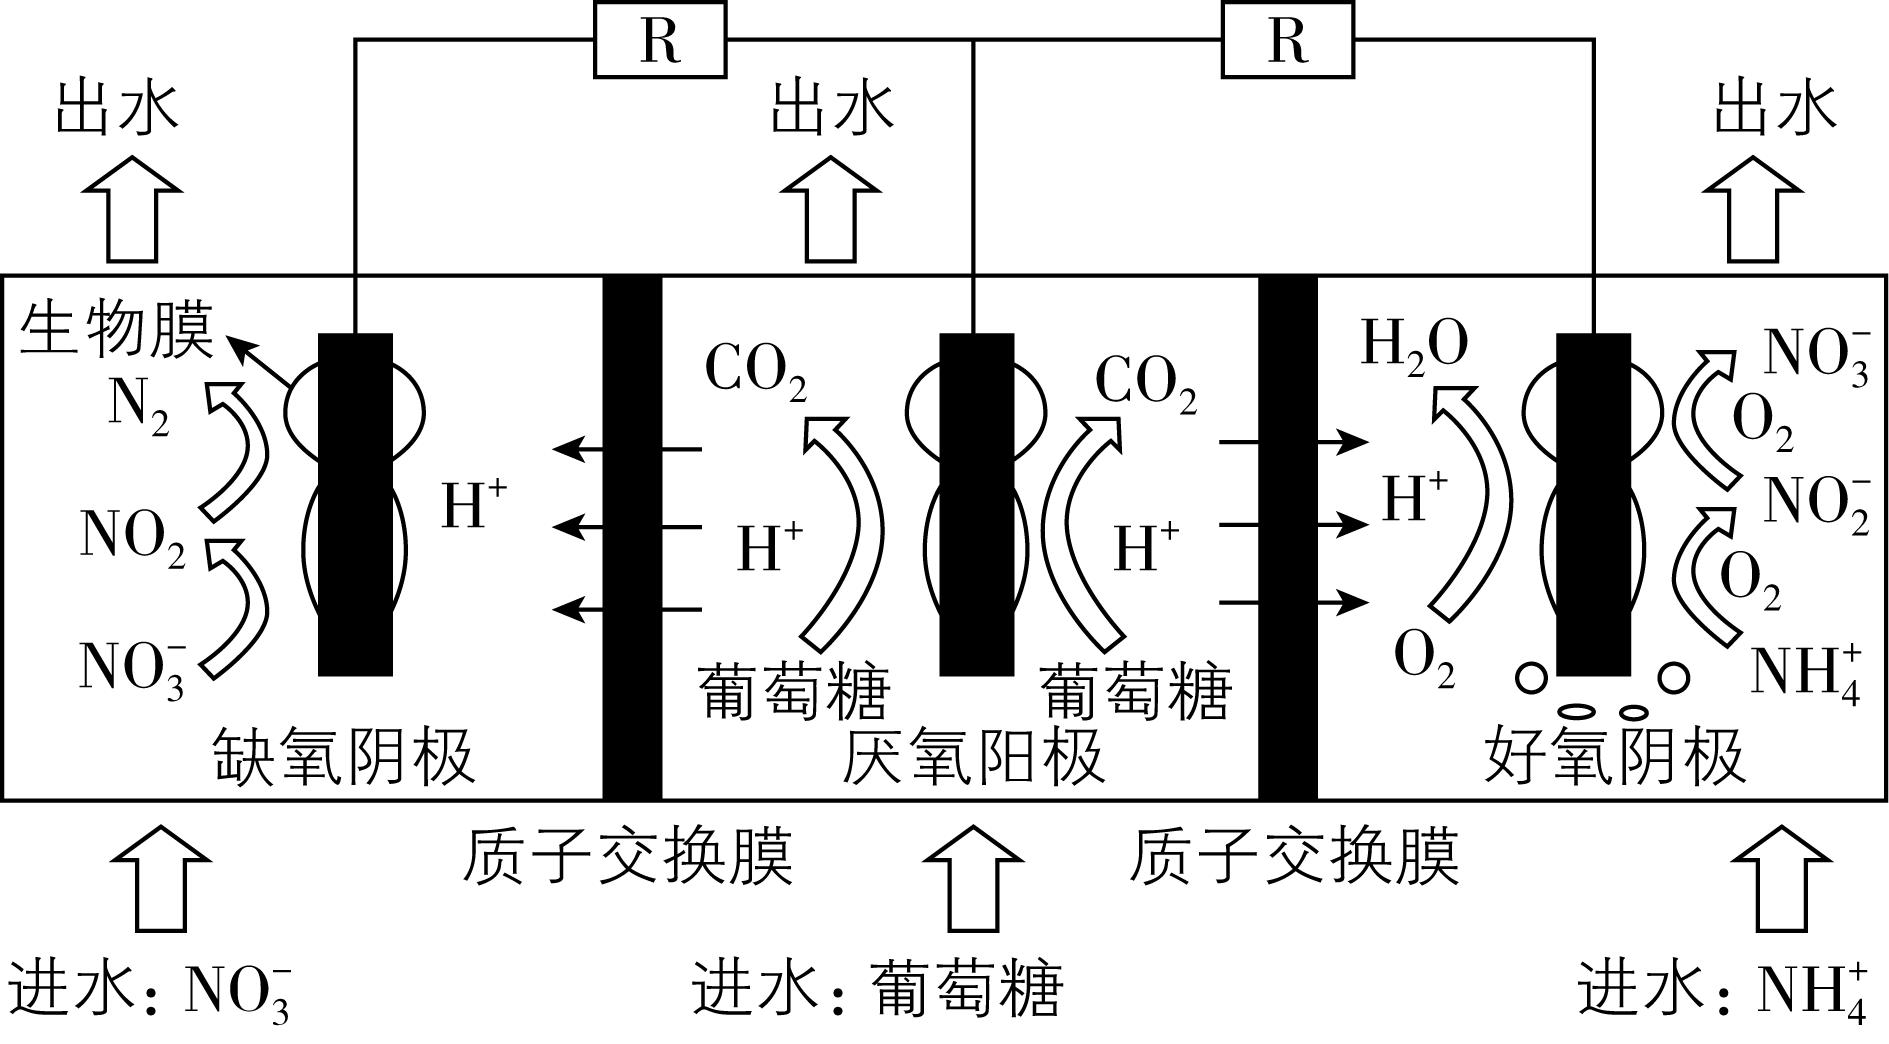 R
R
出水
出水
出水
生物膜
N₂
NO₂
NO₃⁻
H⁺
缺氧阴极
CO₂
CO₂
H⁺
H⁺
葡萄糖
葡萄糖
厌氧阳极
H₂O
H⁺
O₂
NO₃⁻
O₂
NO₂⁻
O₂
NH₄⁺
好氧阴极
质子交换膜
质子交换膜
进水：NO₃⁻
进水：葡萄糖
进水：NH₄⁺